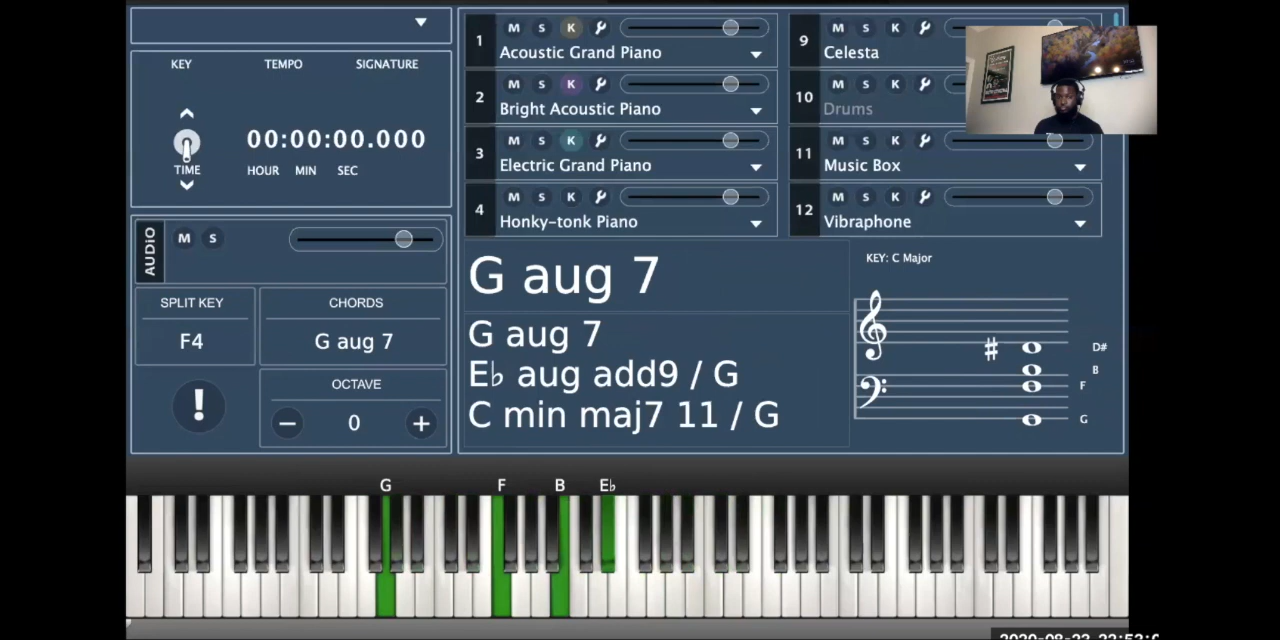 KEY TEMPO SIGNATURE
00:00:00.000
TIME HOUR MIN SEC
AUDiO M S
SPLIT KEY
F4
CHORDS
G aug 7
!
OCTAVE
− 0 +
1 M S K
Acoustic Grand Piano
2 M S K
Bright Acoustic Piano
3 M S K
Electric Grand Piano
4 M S K
Honky-tonk Piano
9 M S K
Celesta
10 M S K
Drums
11 M S K
Music Box
12 M S K
Vibraphone
G aug 7
G aug 7
E♭ aug add9 / G
C min maj7 11 / G
KEY: C Major
D#
B
F
G
G F B E♭